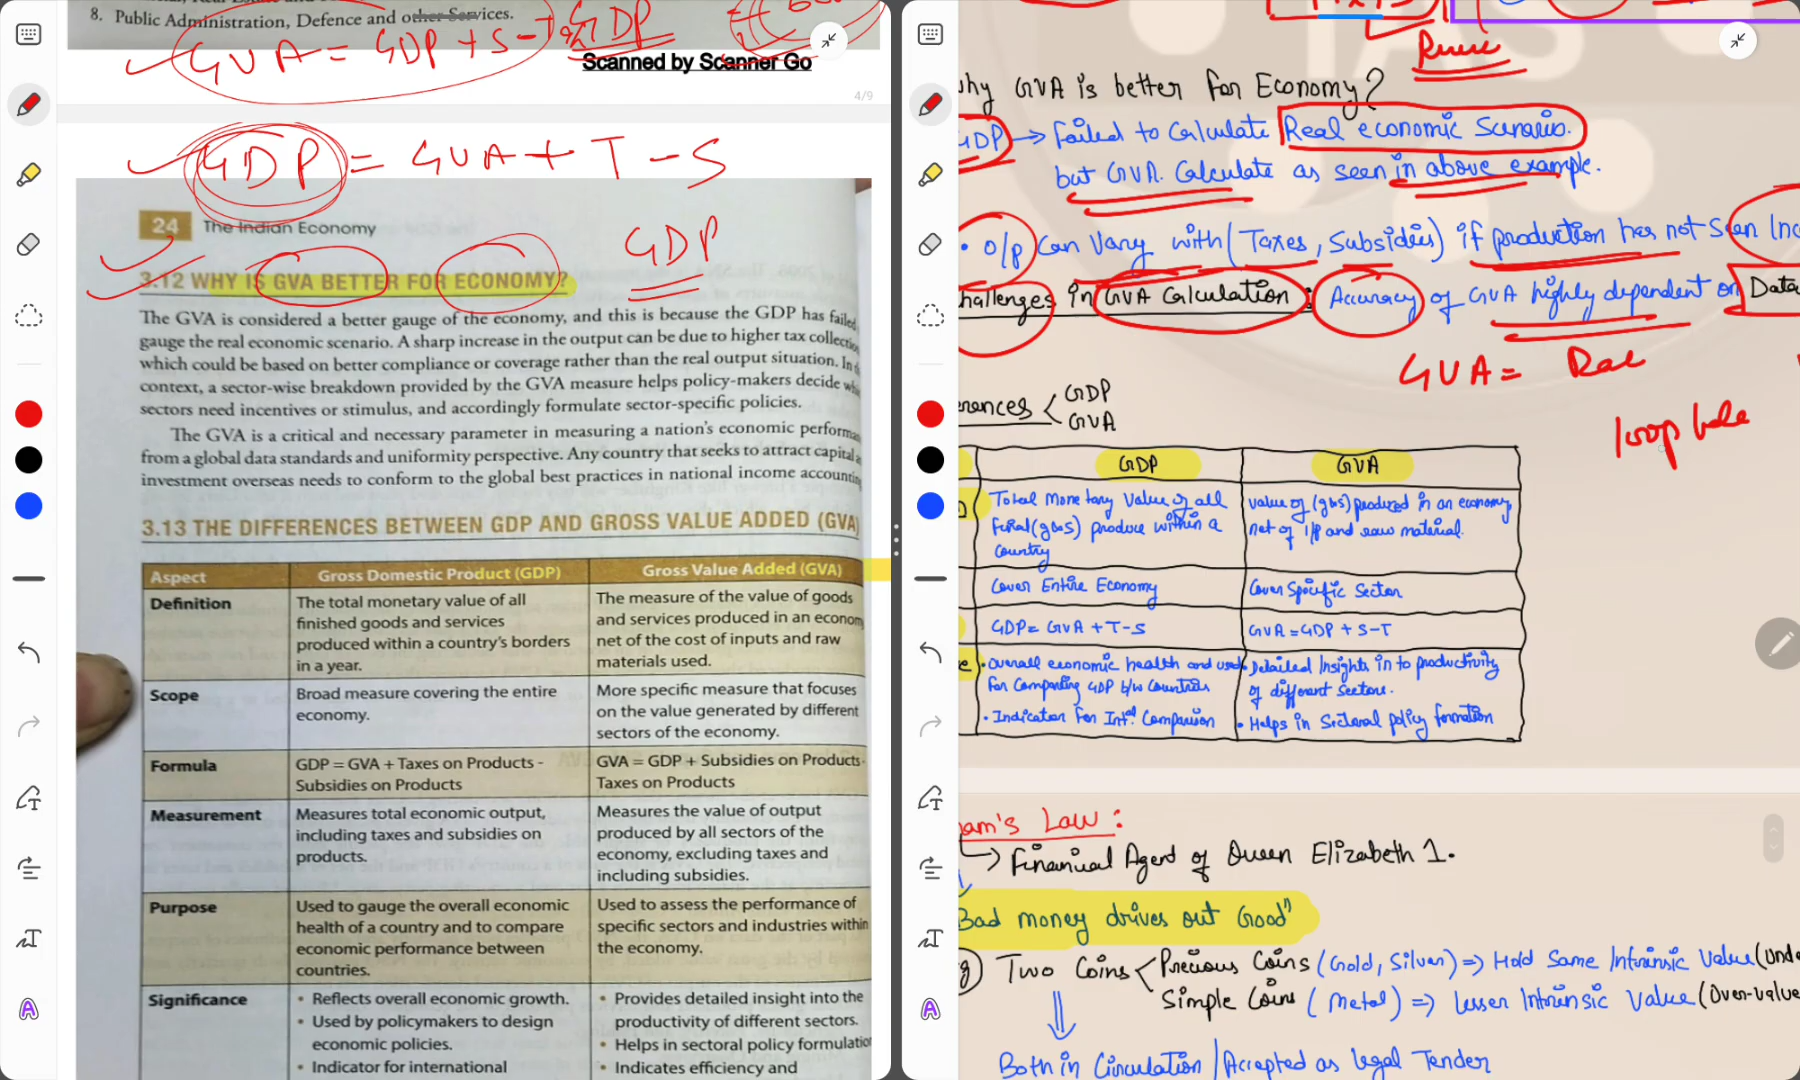 8. Public Administration, Defence and other Services.
GVA = GDP + S - T
GDP
Scanned by Scanner Go
4/9
GDP = GVA + T - S
24 The Indian Economy
GDP
3.12 WHY IS GVA BETTER FOR ECONOMY?
The GVA is considered a better gauge of the economy, and this is because the GDP has failed
gauge the real economic scenario. A sharp increase in the output can be due to higher tax collectio
which could be based on better compliance or coverage rather than the real output situation. In
context, a sector-wise breakdown provided by the GVA measure helps policy-makers decide wh
sectors need incentives or stimulus, and accordingly formulate sector-specific policies.
The GVA is a critical and necessary parameter in measuring a nation's economic performa
from a global data standards and uniformity perspective. Any country that seeks to attract capital
investment overseas needs to conform to the global best practices in national income accountin
3.13 THE DIFFERENCES BETWEEN GDP AND GROSS VALUE ADDED (GVA)
Aspect Gross Domestic Product (GDP) Gross Value Added (GVA)
Definition The total monetary value of all finished goods and services produced within a country's borders in a year. The measure of the value of goods and services produced in an econom net of the cost of inputs and raw materials used.
Scope Broad measure covering the entire economy. More specific measure that focuses on the value generated by different sectors of the economy.
Formula GDP = GVA + Taxes on Products - Subsidies on Products GVA = GDP + Subsidies on Products - Taxes on Products
Measurement Measures total economic output, including taxes and subsidies on products. Measures the value of output produced by all sectors of the economy, excluding taxes and including subsidies.
Purpose Used to gauge the overall economic health of a country and to compare economic performance between countries. Used to assess the performance of specific sectors and industries within the economy.
Significance • Reflects overall economic growth. • Used by policymakers to design economic policies. • Indicator for international • Provides detailed insight into the productivity of different sectors. • Helps in sectoral policy formulatio • Indicates efficiency and
IAS
hy GVA is better for Economy?
GDP → Failed to Calculate Real economic Scenario.
but GVA Calculate as seen in above example.
• O/p Can Vary with (Taxes, Subsidies) if production has not seen Inc
hallenges in GVA Calculation : Accuracy of GVA highly dependent on Data
GVA =
loop hole
erences < GDP
GVA
GDP GVA
Total Monetary Value of all Final (g&s) produce within a Country
Value of (g&s) produced in an economy net of I/p and raw material.
Cover Entire Economy Cover Specific Sector
GDP = GVA + T - S GVA = GDP + S - T
• Overall economic health and used For Comparing GDP b/w Countries
• Indicator For Intl. Comparison
• Detailed Insights in to productivity of different Sectors.
• Helps in Sectoral policy formation
am's Law :
→ Financial Agent of Queen Elizabeth 1.
Bad money drives out Good"
g) Two Coins < Precious Coins (Gold, Silver) => Hold Same Intrinsic Value (Unde
Simple Coins (Metal) => Lesser Intrinsic Value (Over-value
Both in Circulation / Accepted as legal Tender